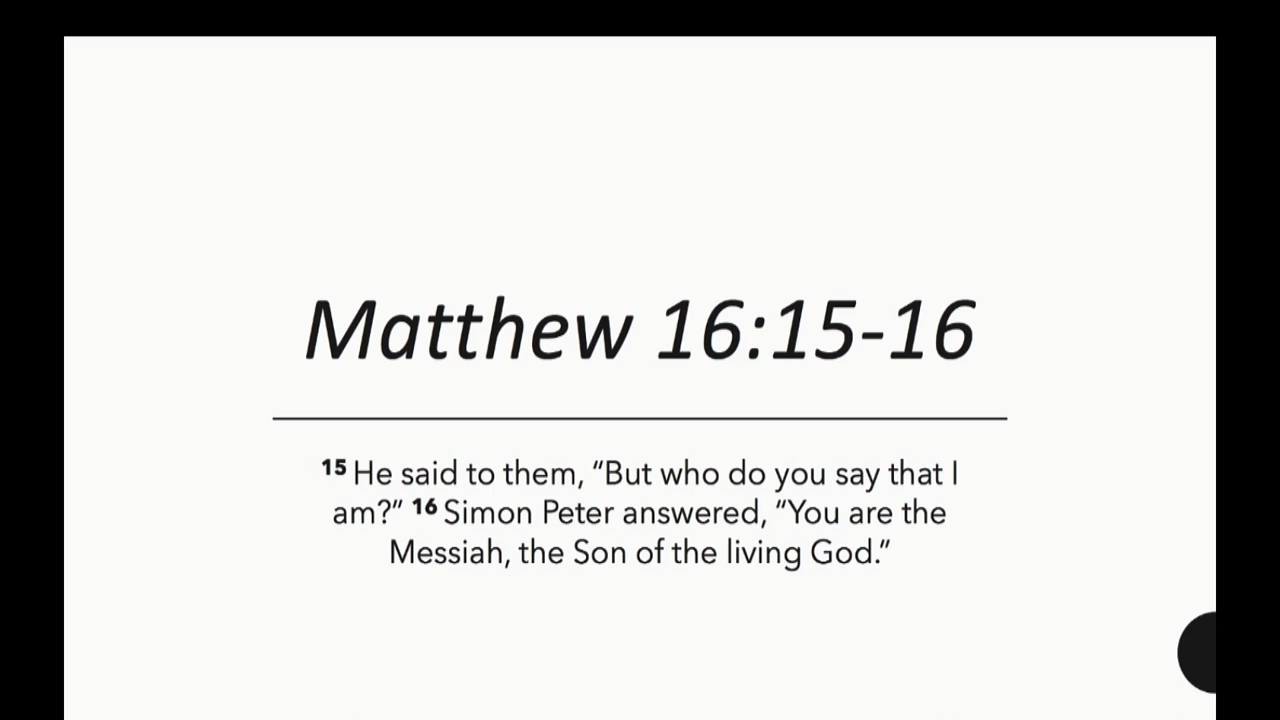 Matthew 16:15-16
15 He said to them, “But who do you say that I
am?” 16 Simon Peter answered, “You are the
Messiah, the Son of the living God.”